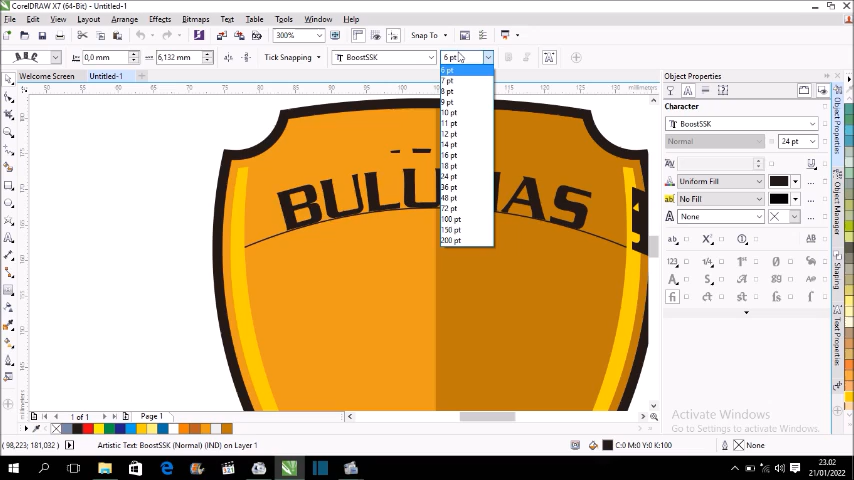 CorelDRAW X7 (64-Bit) - Untitled-1
File Edit View Layout Arrange Effects Bitmaps Text Table Tools Window Help
300% Snap To
0,0 mm 6,132 mm Tick Snapping BoostSSK 6 pt
Welcome Screen Untitled-1
Object Properties
millimeters
Character
BoostSSK
Normal 24 pt
Uniform Fill
No Fill
None
6 pt
7 pt
8 pt
9 pt
10 pt
11 pt
12 pt
14 pt
16 pt
18 pt
24 pt
36 pt
48 pt
72 pt
100 pt
150 pt
200 pt
Object Properties
Object Manager
Shaping
Text Properties
1 of 1 Page 1
Activate Windows
Go to Settings to activate Windows.
(98,223; 181,032) Artistic Text: BoostSSK (Normal) (IND) on Layer 1 C:0 M:0 Y:0 K:100 None
23.02
21/01/2022